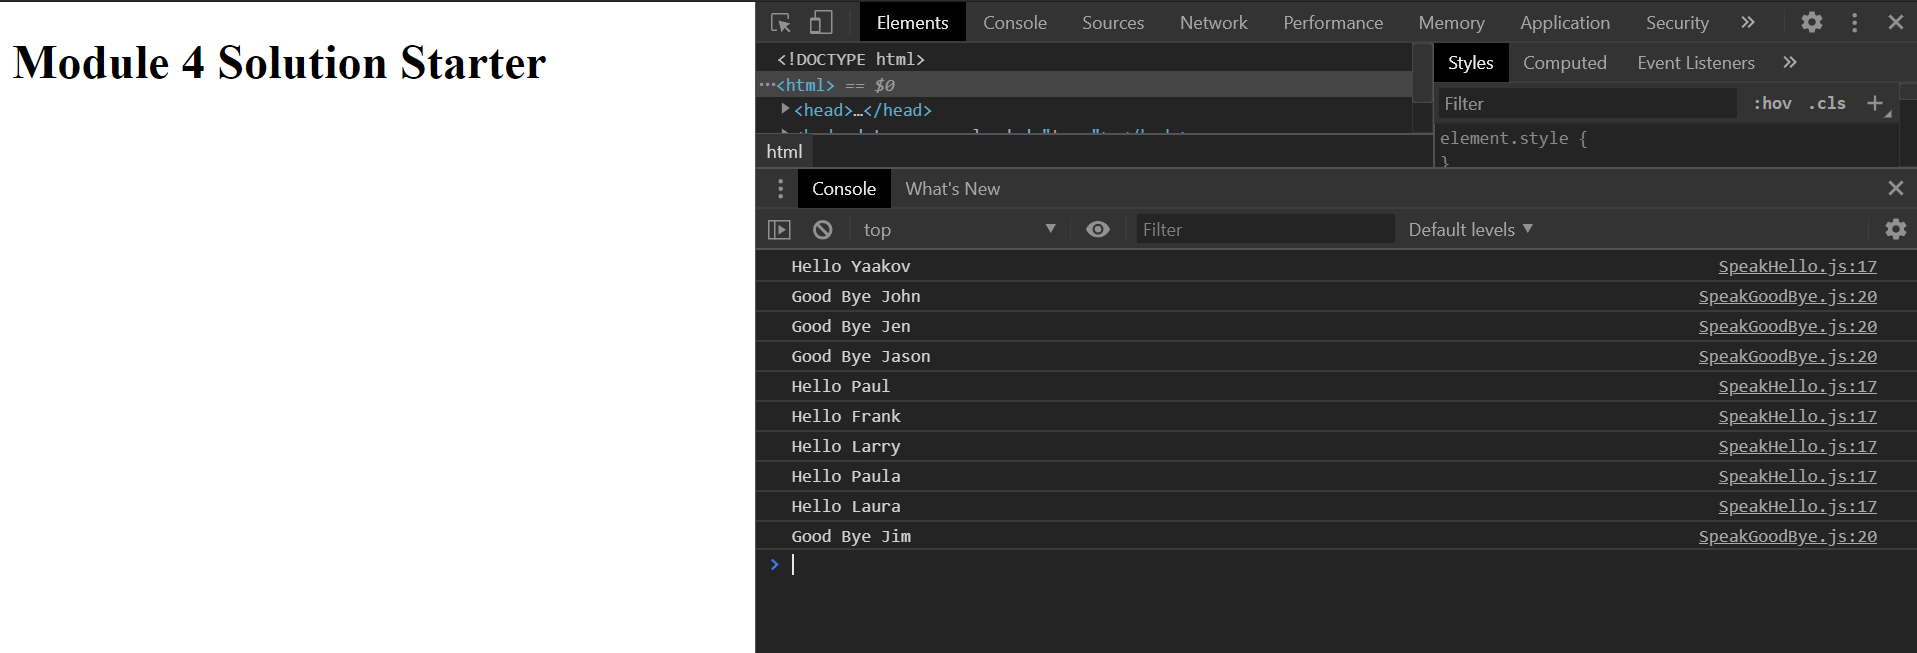 Module 4 Solution Starter
Elements Console Sources Network Performance Memory Application Security »
<!DOCTYPE html>
···<html> == $0
<head>…</head>
html
Styles Computed Event Listeners »
Filter :hov .cls +
element.style {
}
Console What's New
top Filter Default levels
Hello Yaakov SpeakHello.js:17
Good Bye John SpeakGoodBye.js:20
Good Bye Jen SpeakGoodBye.js:20
Good Bye Jason SpeakGoodBye.js:20
Hello Paul SpeakHello.js:17
Hello Frank SpeakHello.js:17
Hello Larry SpeakHello.js:17
Hello Paula SpeakHello.js:17
Hello Laura SpeakHello.js:17
Good Bye Jim SpeakGoodBye.js:20
>